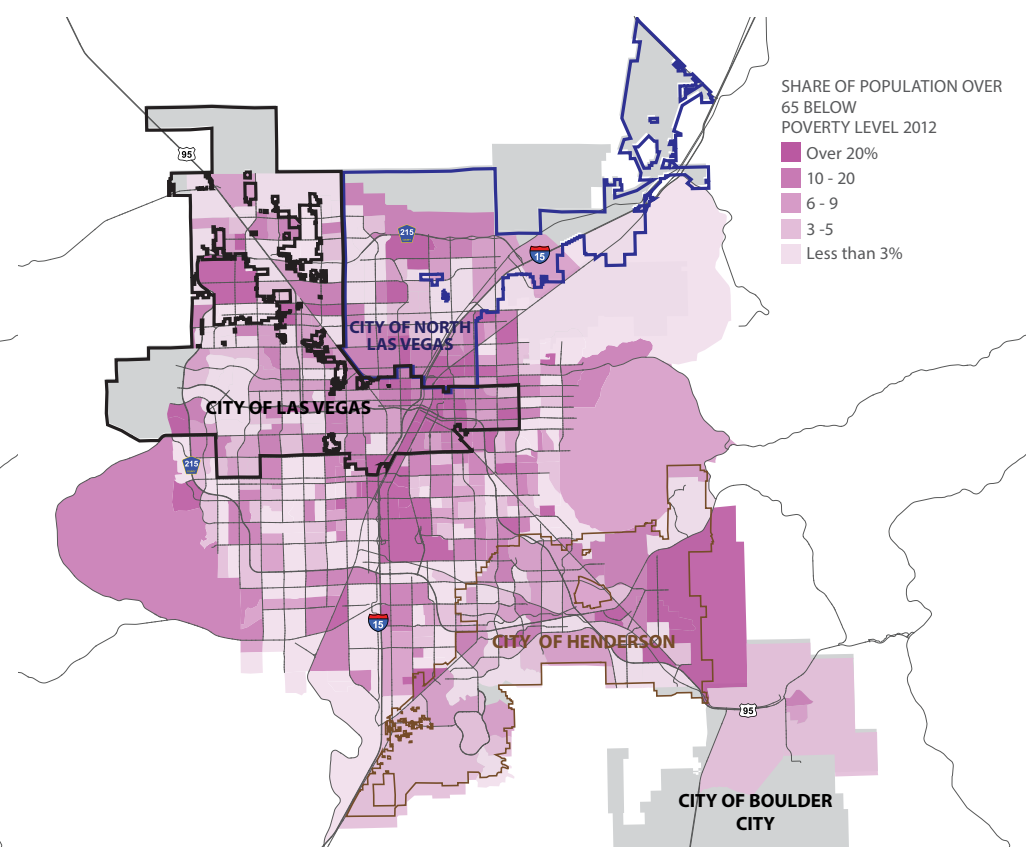 SHARE OF POPULATION OVER
65 BELOW
POVERTY LEVEL 2012
Over 20%
10 - 20
6 - 9
3 -5
Less than 3%
95
215
15
CITY OF NORTH
LAS VEGAS
CITY OF LAS VEGAS
215
15
CITY OF HENDERSON
95
CITY OF BOULDER
CITY